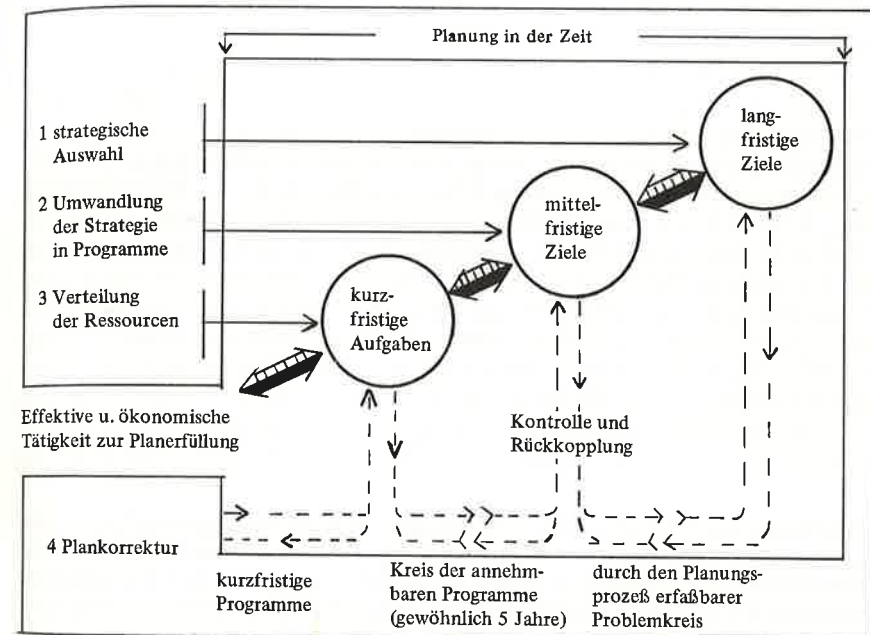 Planung in der Zeit
1 strategische
Auswahl
lang-
fristige
Ziele
2 Umwandlung
der Strategie
in Programme
mittel-
fristige
Ziele
3 Verteilung
der Ressourcen
kurz-
fristige
Aufgaben
Effektive u. ökonomische
Tätigkeit zur Planerfüllung
Kontrolle und
Rückkopplung
4 Plankorrektur
kurzfristige
Programme
Kreis der annehm-
baren Programme
(gewöhnlich 5 Jahre)
durch den Planungs-
prozeß erfaßbarer
Problemkreis